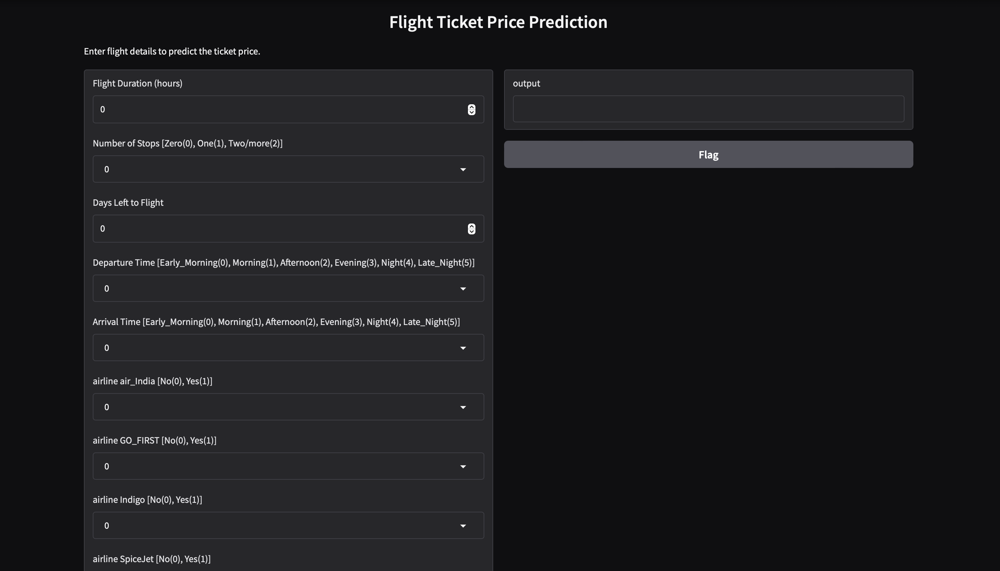 Flight Ticket Price Prediction
Enter flight details to predict the ticket price.
Flight Duration (hours)
0
Number of Stops [Zero(0), One(1), Two/more(2)]
0
Days Left to Flight
0
Departure Time [Early_Morning(0), Morning(1), Afternoon(2), Evening(3), Night(4), Late_Night(5)]
0
Arrival Time [Early_Morning(0), Morning(1), Afternoon(2), Evening(3), Night(4), Late_Night(5)]
0
airline air_India [No(0), Yes(1)]
0
airline GO_FIRST [No(0), Yes(1)]
0
airline Indigo [No(0), Yes(1)]
0
airline SpiceJet [No(0), Yes(1)]
output
Flag